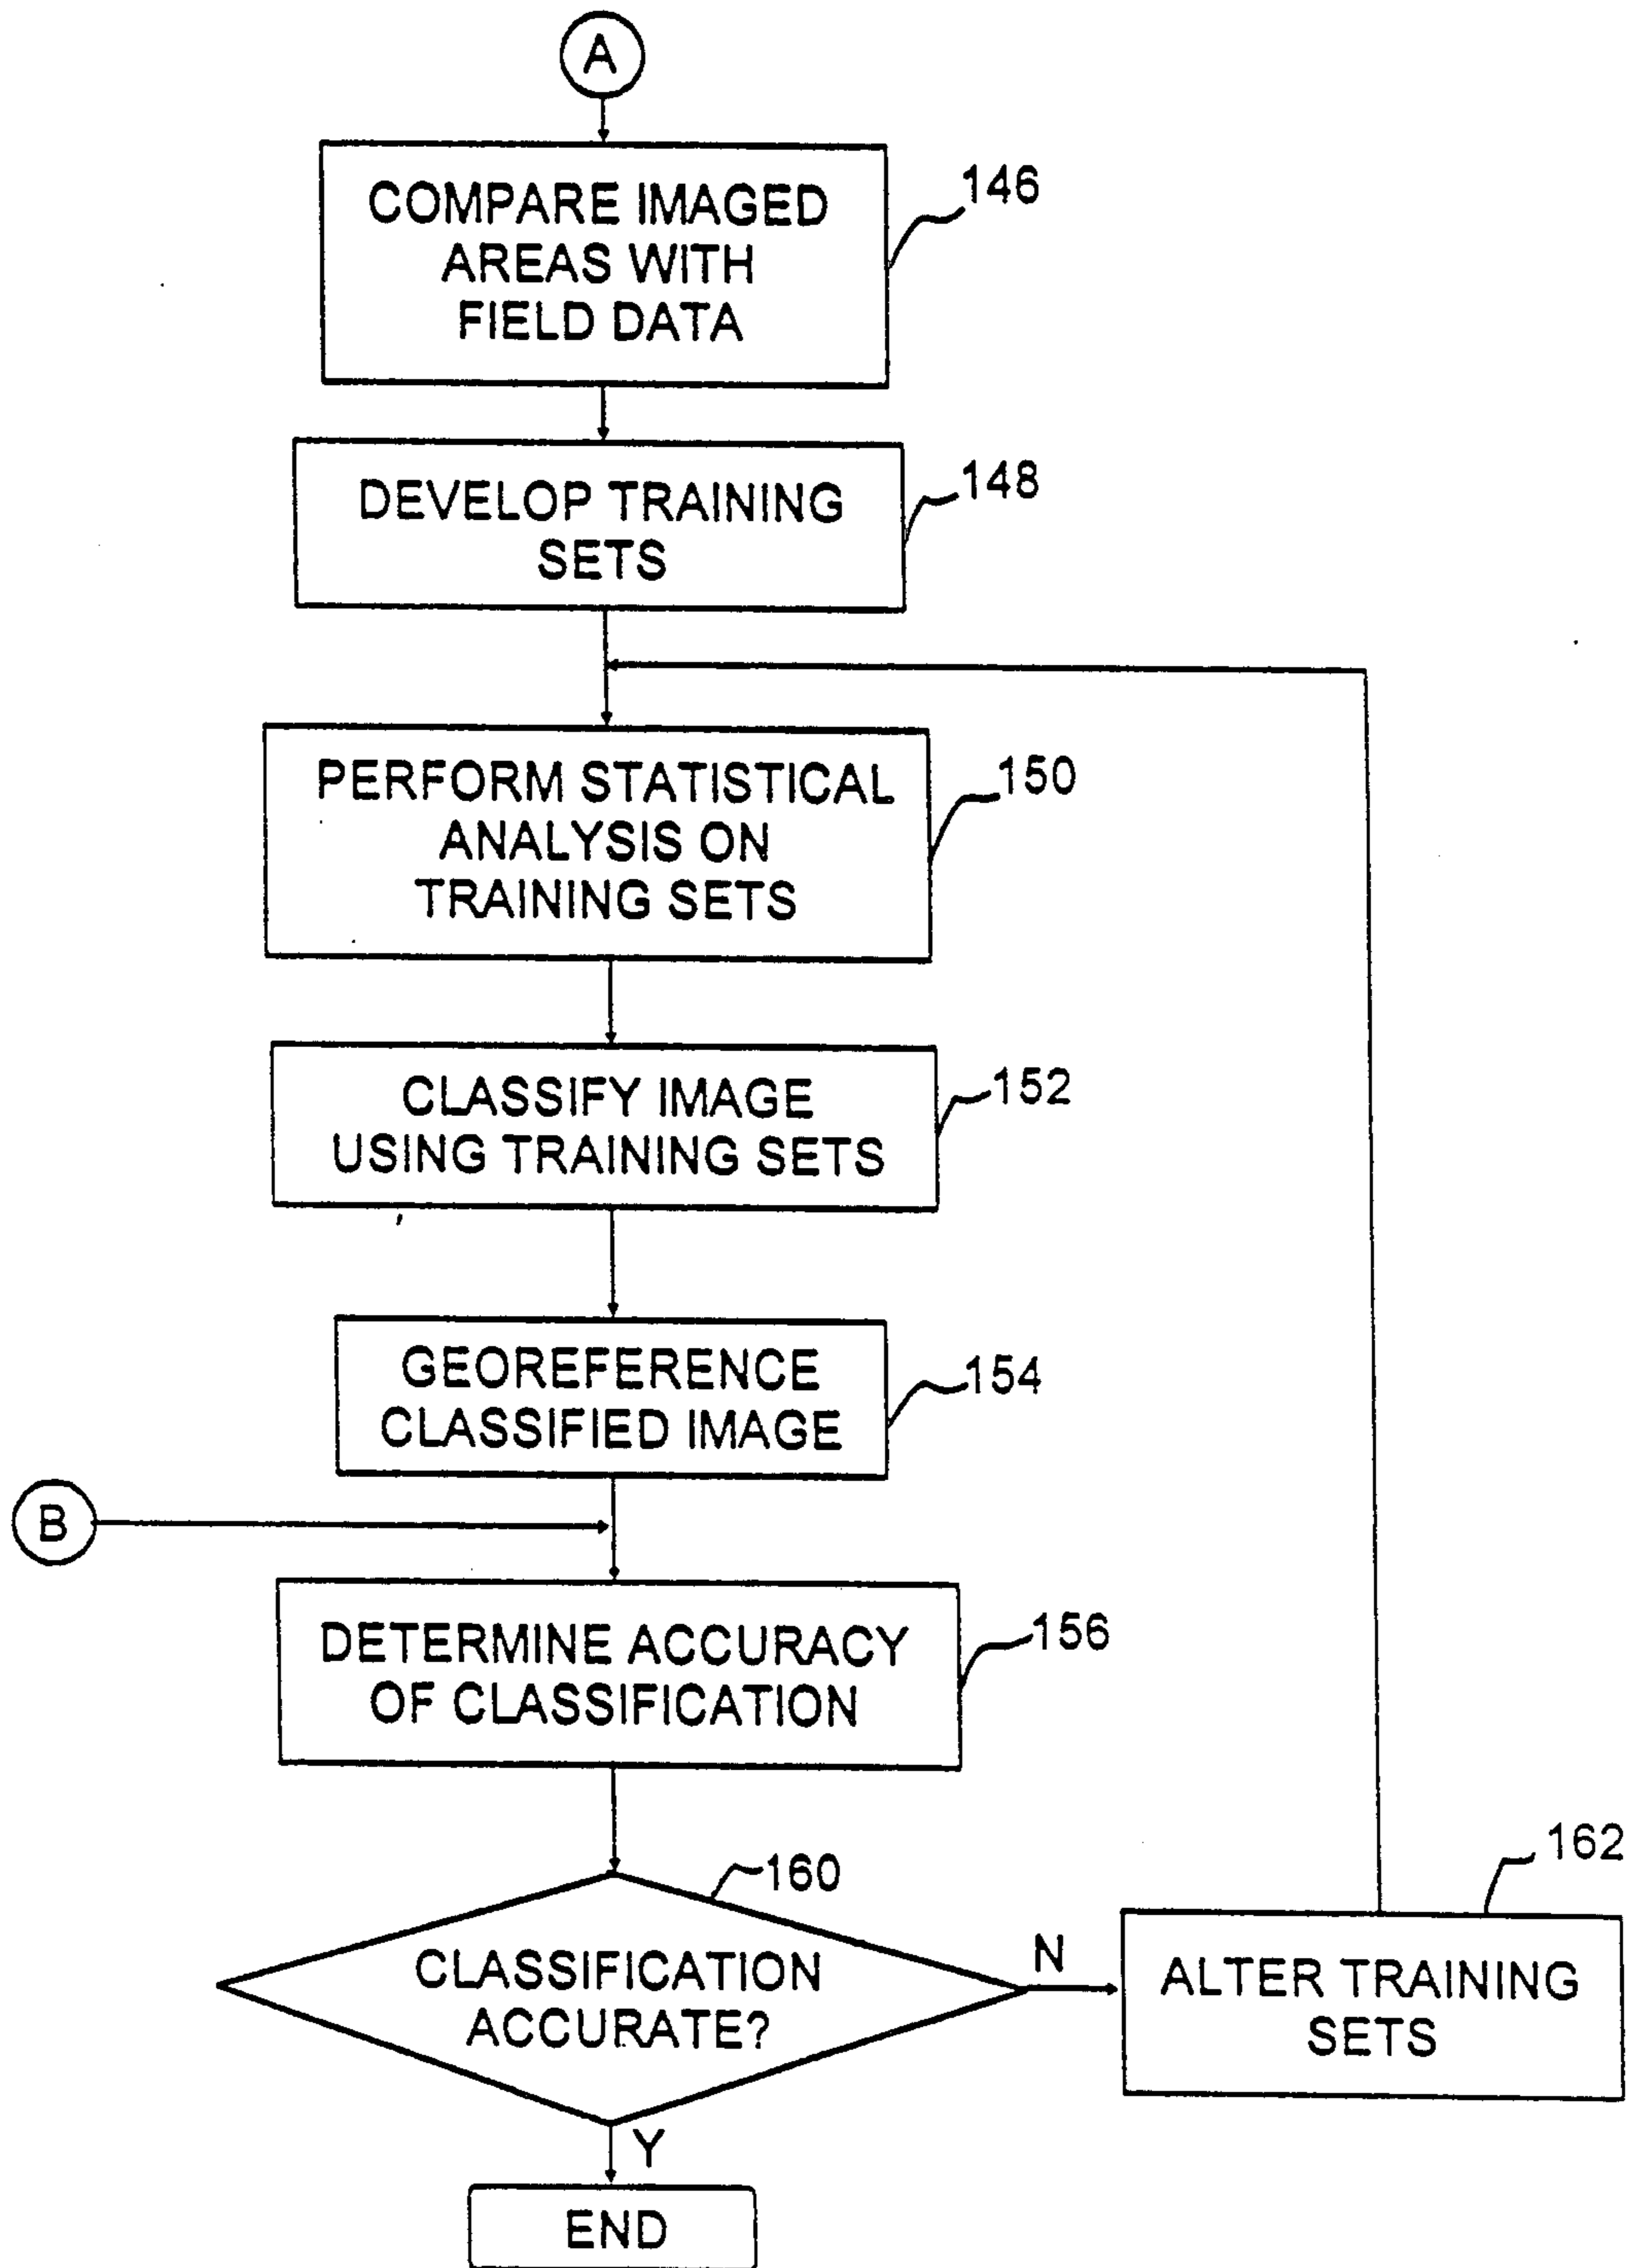 A
COMPARE IMAGED
AREAS WITH
FIELD DATA
146
DEVELOP TRAINING
SETS
148
PERFORM STATISTICAL
ANALYSIS ON
TRAINING SETS
150
CLASSIFY IMAGE
USING TRAINING SETS
152
GEOREFERENCE
CLASSIFIED IMAGE
154
B
DETERMINE ACCURACY
OF CLASSIFICATION
156
160
CLASSIFICATION
ACCURATE?
N
162
ALTER TRAINING
SETS
Y
END